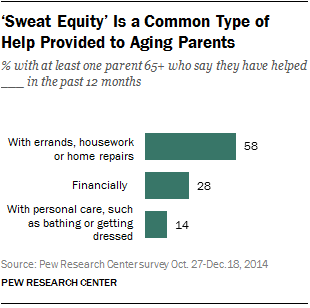 ‘Sweat Equity’ Is a Common Type of
Help Provided to Aging Parents
% with at least one parent 65+ who say they have helped
___ in the past 12 months
With errands, housework
or home repairs
58
Financially
28
With personal care, such
as bathing or getting
dressed
14
Source: Pew Research Center survey Oct. 27-Dec. 18, 2014
PEW RESEARCH CENTER